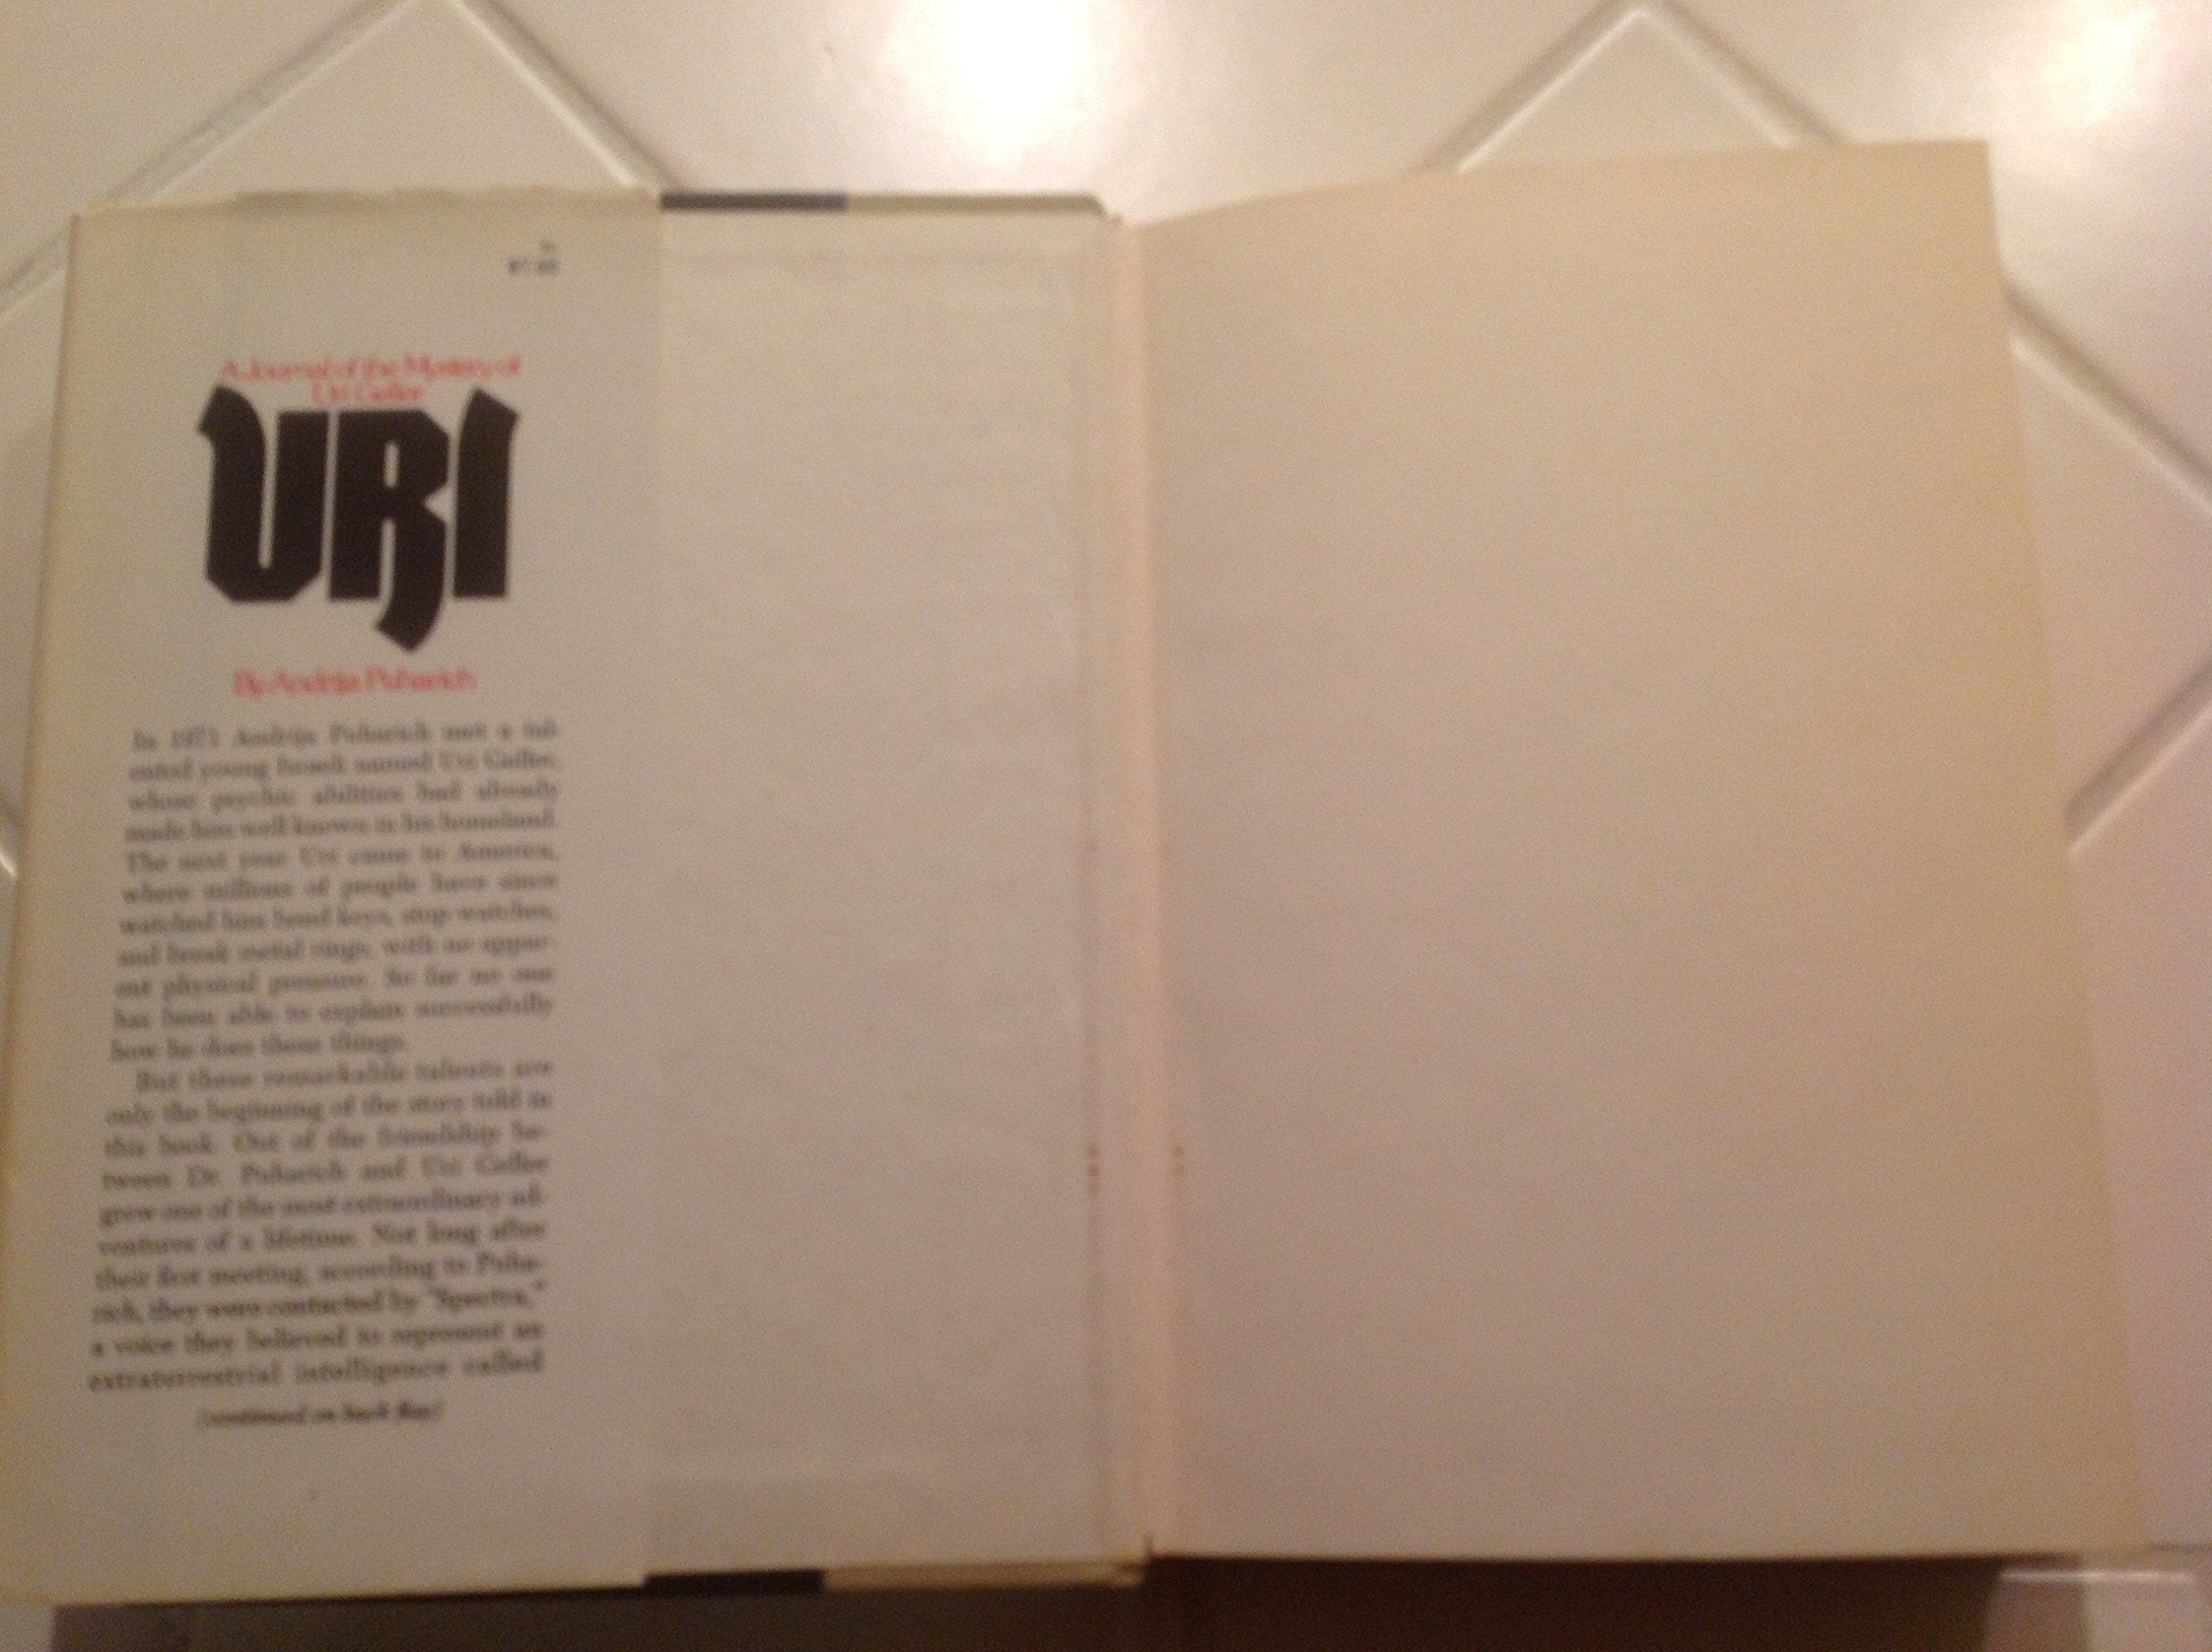 A Journal of the Mystery of
Uri Geller
URI
By Andrija Puharich
In 1971 Andrija Puharich met a tal-
ented young Israeli named Uri Geller,
whose psychic abilities had already
made him well known in his homeland.
The next year Uri came to America,
where millions of people have since
watched him bend keys, stop watches,
and break metal rings, with no appar-
ent physical pressure. So far no one
has been able to explain successfully
how he does these things.
But these remarkable talents are
only the beginning of the story told in
this book. Out of the friendship be-
tween Dr. Puharich and Uri Geller
grew one of the most extraordinary ad-
ventures of a lifetime. Not long after
their first meeting, according to Puha-
rich, they were contacted by "Spectra,"
a voice they believed to represent an
extraterrestrial intelligence called
(continued on back flap)